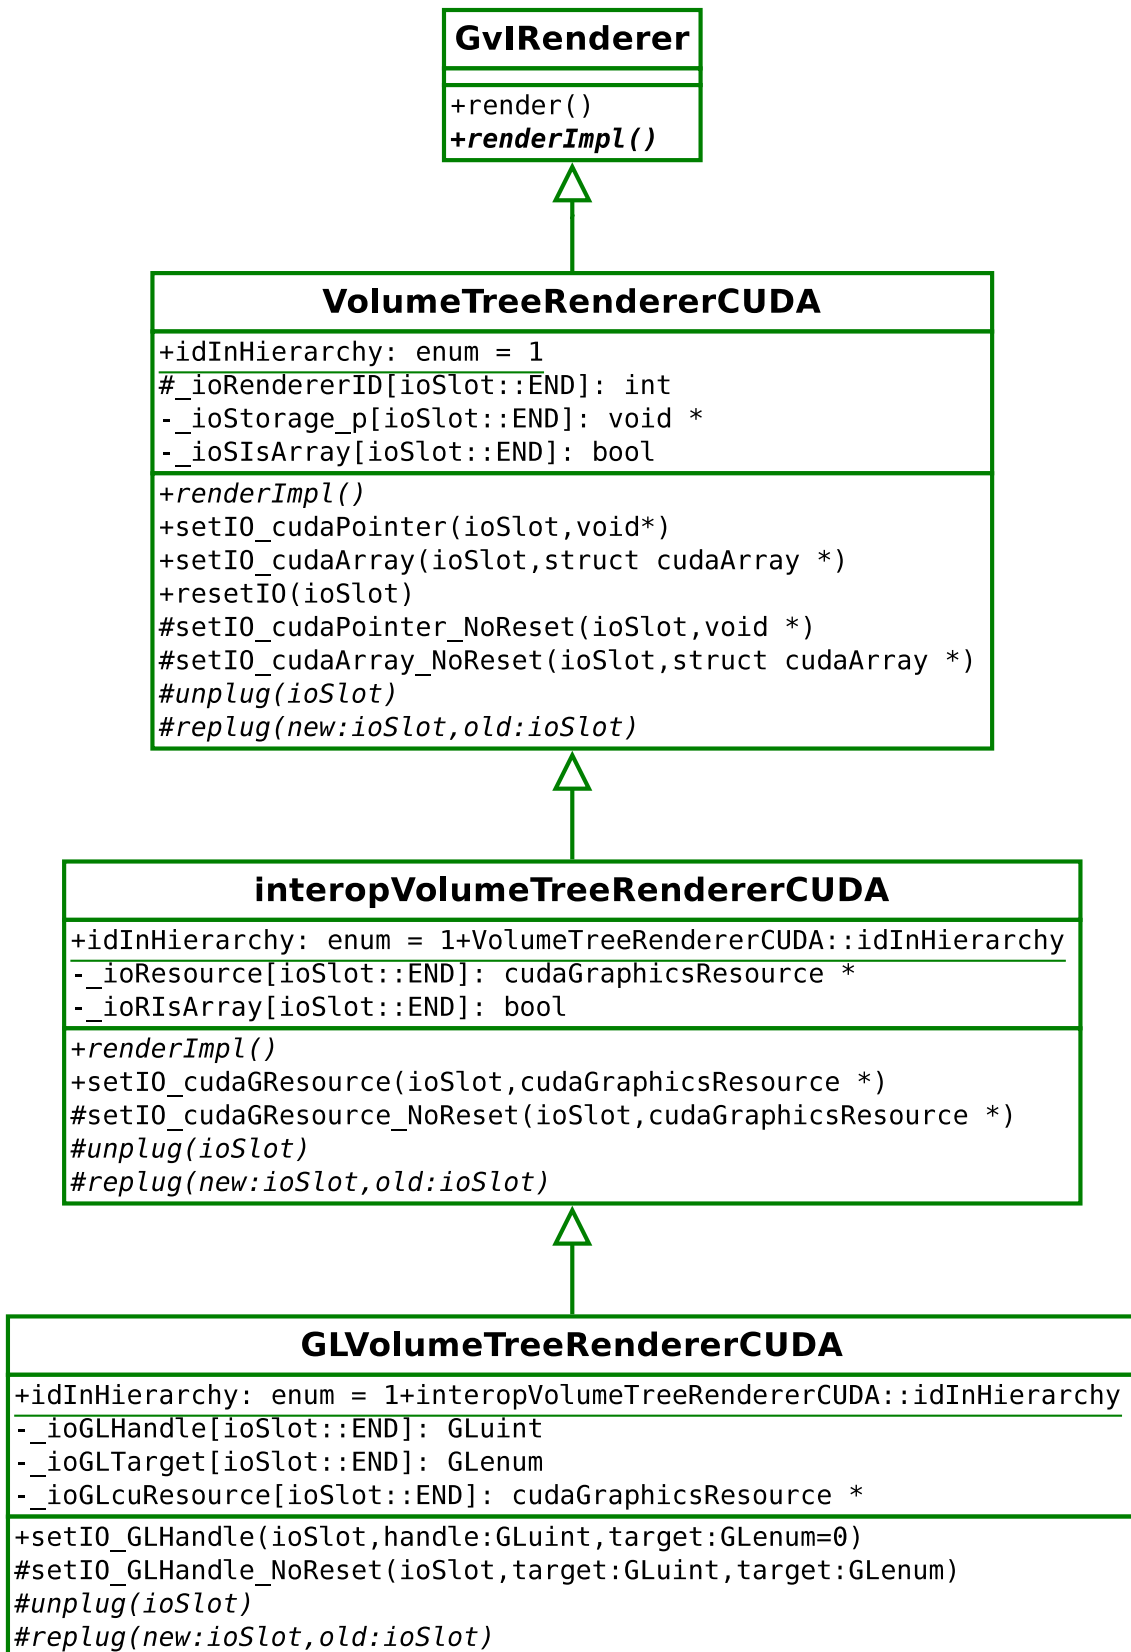 GvIRenderer
+render()
+renderImpl()
VolumeTreeRendererCUDA
+idInHierarchy: enum = 1
#_ioRendererID[ioSlot::END]: int
-_ioStorage_p[ioSlot::END]: void *
-_ioSIsArray[ioSlot::END]: bool
+renderImpl()
+setIO_cudaPointer(ioSlot,void*)
+setIO_cudaArray(ioSlot,struct cudaArray *)
+resetIO(ioSlot)
#setIO_cudaPointer_NoReset(ioSlot,void *)
#setIO_cudaArray_NoReset(ioSlot,struct cudaArray *)
#unplug(ioSlot)
#replug(new:ioSlot,old:ioSlot)
interopVolumeTreeRendererCUDA
+idInHierarchy: enum = 1+VolumeTreeRendererCUDA::idInHierarchy
-_ioResource[ioSlot::END]: cudaGraphicsResource *
-_ioRIsArray[ioSlot::END]: bool
+renderImpl()
+setIO_cudaGResource(ioSlot,cudaGraphicsResource *)
#setIO_cudaGResource_NoReset(ioSlot,cudaGraphicsResource *)
#unplug(ioSlot)
#replug(new:ioSlot,old:ioSlot)
GLVolumeTreeRendererCUDA
+idInHierarchy: enum = 1+interopVolumeTreeRendererCUDA::idInHierarchy
-_ioGLHandle[ioSlot::END]: GLuint
-_ioGLTarget[ioSlot::END]: GLenum
-_ioGLcuResource[ioSlot::END]: cudaGraphicsResource *
+setIO_GLHandle(ioSlot,handle:GLuint,target:GLenum=0)
#setIO_GLHandle_NoReset(ioSlot,target:GLuint,target:GLenum)
#unplug(ioSlot)
#replug(new:ioSlot,old:ioSlot)